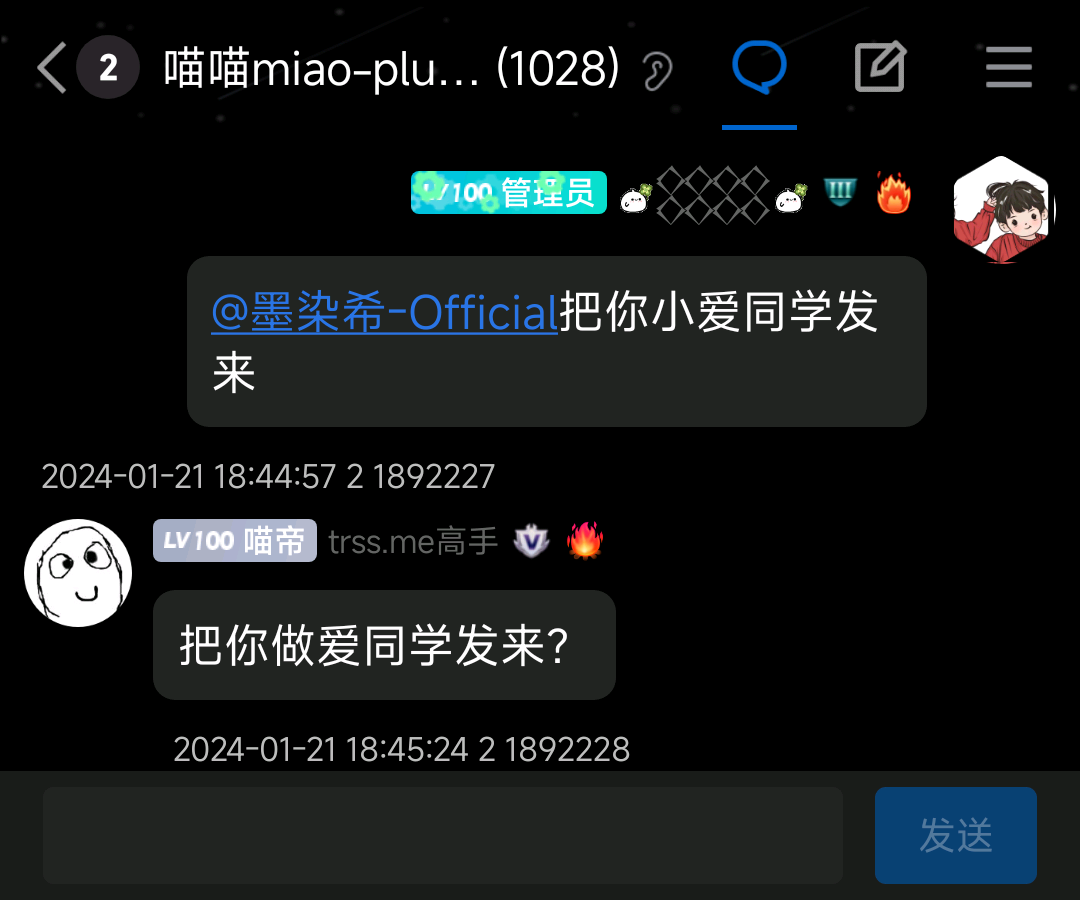 2 喵喵miao-plu... (1028)
LV100 管理员
III
@墨染希-Official把你小爱同学发
来
2024-01-21 18:44:57 2 1892227
LV100 喵帝 trss.me高手 V
把你做爱同学发来？
2024-01-21 18:45:24 2 1892228
发送